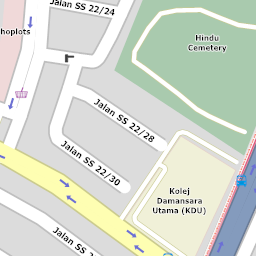 Jalan SS 22/24
hoplots
Hindu
Cemetery
Jalan SS 22/28
Jalan SS 22/30
Kolej
Damansara
Utama (KDU)
Jalan SS 22/